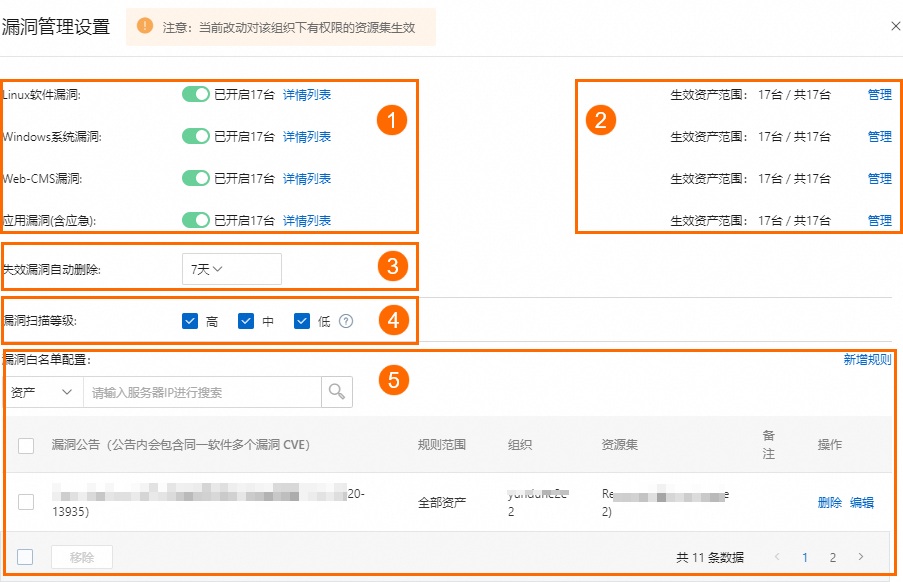 漏洞管理设置
注意：当前改动对该组织下有权限的资源集生效
Linux软件漏洞: 已开启17台 详情列表 生效资产范围： 17台 / 共17台 管理
1
2
Windows系统漏洞: 已开启17台 详情列表 生效资产范围： 17台 / 共17台 管理
Web-CMS漏洞: 已开启17台 详情列表 生效资产范围： 17台 / 共17台 管理
应用漏洞(含应急): 已开启17台 详情列表 生效资产范围： 17台 / 共17台 管理
失效漏洞自动删除: 7天 3
漏洞扫描等级: 高 中 低 ? 4
漏洞白名单配置: 新增规则
5
资产 请输入服务器IP进行搜索
漏洞公告（公告内会包含同一软件多个漏洞 CVE） 规则范围 组织 资源集 备注 操作
20-13935) 全部资产 2 Re e 2) 删除 编辑
移除 共 11 条数据 1 2